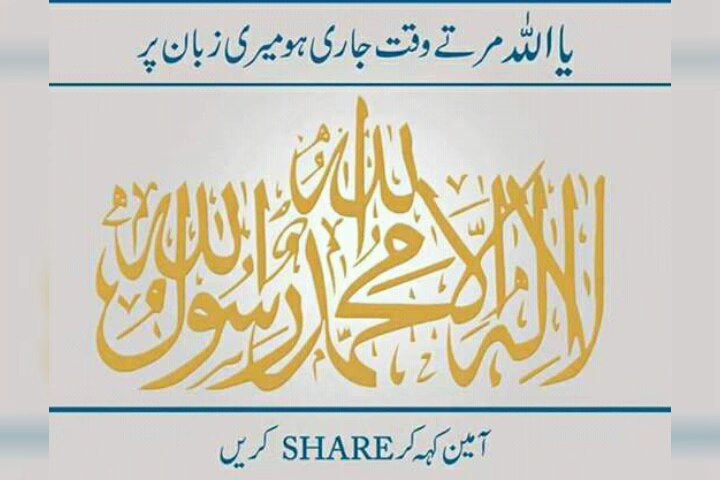 یا اللہ مرتے وقت جاری ہو میری زبان پر
لا الہ الا اللہ محمد رسول اللہ
آمین کہہ کر SHARE کریں